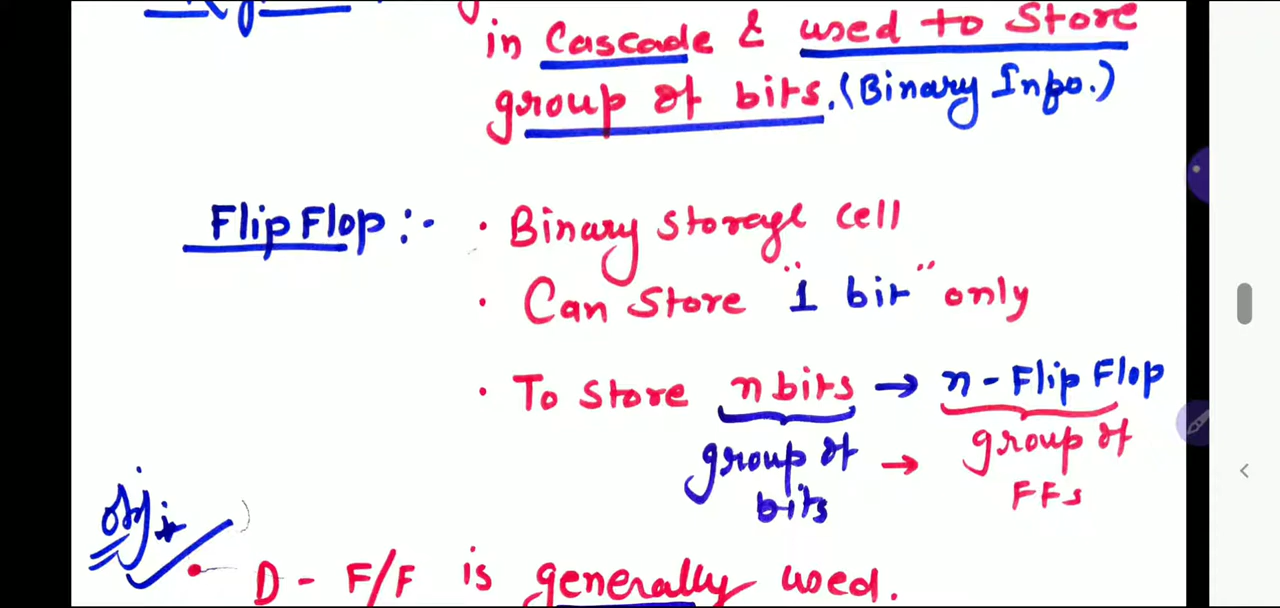 in Cascade & used to Store
group of bits. (Binary Info.)
Flip Flop :- • Binary storage cell
• Can Store "1 bit" only
• To Store n bits → n - Flip Flop
group of bits → group of FFs
Obj *
• D - F/F is generally used.